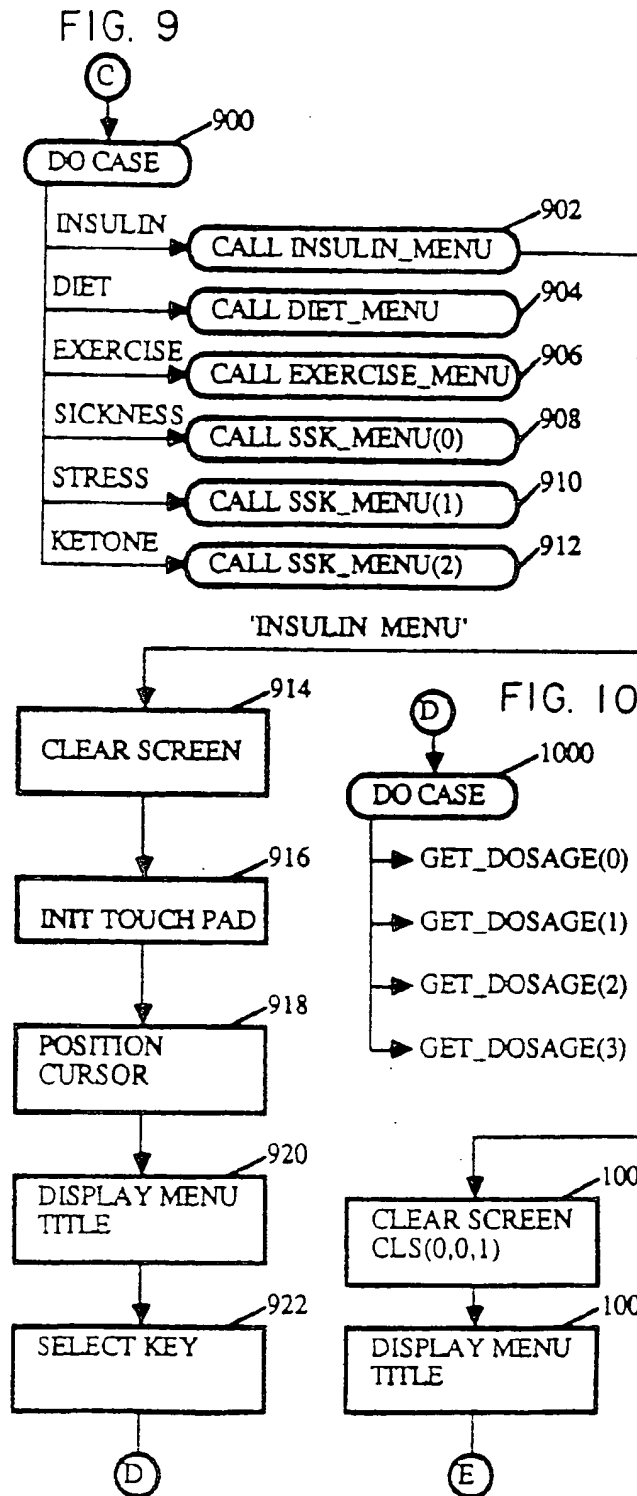 FIG. 9
C
900
DO CASE
INSULIN
CALL INSULIN_MENU
902
DIET
CALL DIET_MENU
904
EXERCISE
CALL EXERCISE_MENU
906
SICKNESS
CALL SSK_MENU(0)
908
STRESS
CALL SSK_MENU(1)
910
KETONE
CALL SSK_MENU(2)
912
'INSULIN MENU'
914
CLEAR SCREEN
916
INIT TOUCH PAD
918
POSITION
CURSOR
920
DISPLAY MENU
TITLE
922
SELECT KEY
D
FIG. 10
D
1000
DO CASE
GET_DOSAGE(0)
GET_DOSAGE(1)
GET_DOSAGE(2)
GET_DOSAGE(3)
100
CLEAR SCREEN
CLS(0,0,1)
100
DISPLAY MENU
TITLE
E